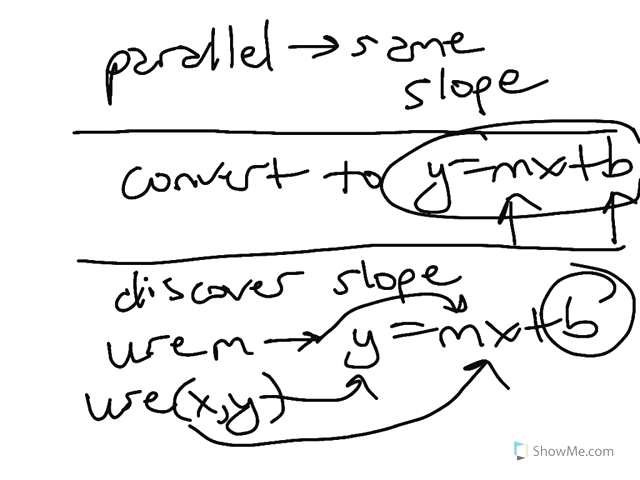 parallel → same
slope
convert to y=mx+b
discover slope
use m → y=mx+b
use (x,y)
ShowMe.com